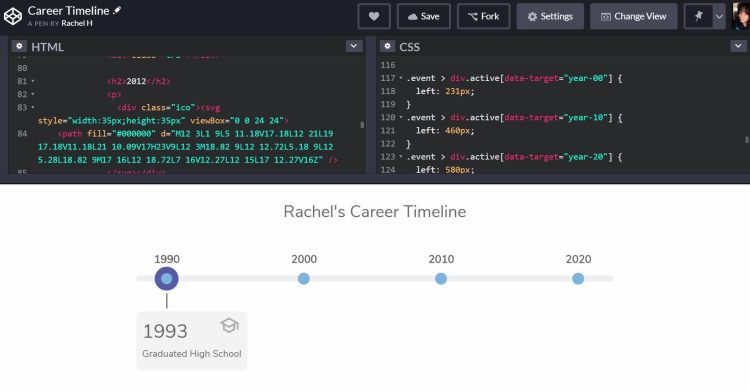 Career Timeline
A PEN BY Rachel H
Save
Fork
Settings
Change View
HTML
80
81 <h2>2012</h2>
82 <p>
83 <div class="ico"><svg
style="width:35px;height:35px" viewBox="0 0 24 24">
84 <path fill="#000000" d="M12 3L1 9L5 11.18V17.18L12 21L19
17.18V11.18L21 10.09V17H23V9L12 3M18.82 9L12 12.72L5.18 9L12
5.28L18.82 9M17 16L12 18.72L7 16V12.27L12 15L17 12.27V16Z" />
85 </svg></div>
CSS
116
117 .event > div.active[data-target="year-00"] {
118 left: 231px;
119 }
120 .event > div.active[data-target="year-10"] {
121 left: 460px;
122 }
123 .event > div.active[data-target="year-20"] {
124 left: 580px;
Rachel's Career Timeline
1990 2000 2010 2020
1993
Graduated High School